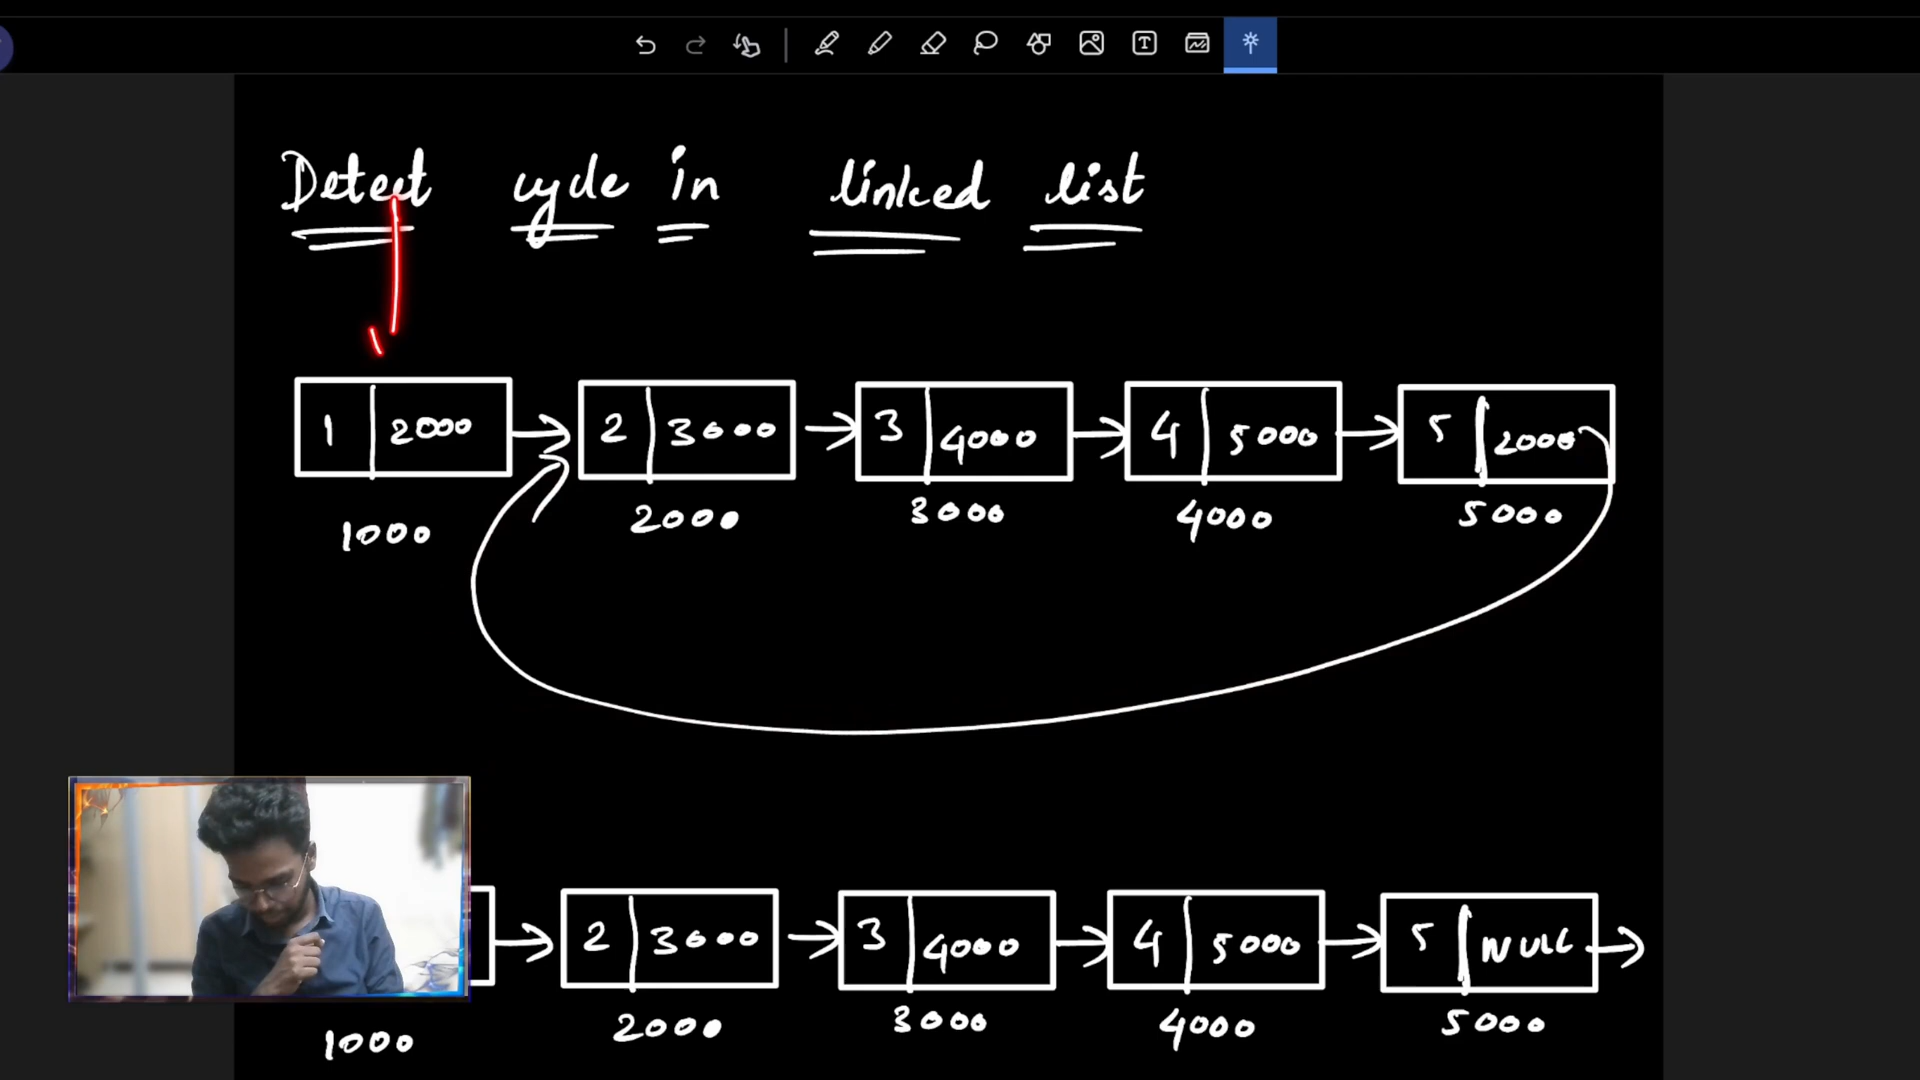 Detect cycle in linked list
1 2000 2 3000 3 4000 4 5000 5 2000
1000 2000 3000 4000 5000
2 3000 3 4000 4 5000 5 NULL
1000 2000 3000 4000 5000